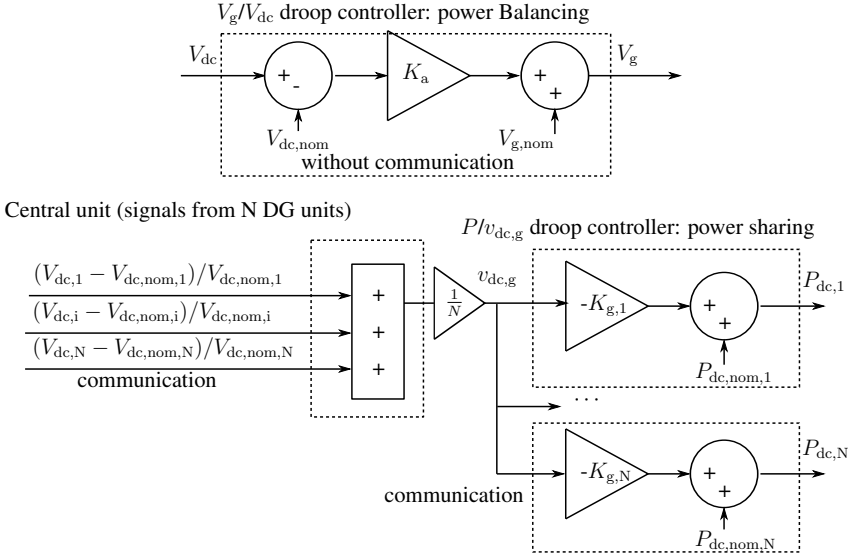 V_g/V_dc droop controller: power Balancing
V_dc
+
-
K_a
+
+
V_g
V_dc,nom
V_g,nom
without communication
Central unit (signals from N DG units)
P/v_dc,g droop controller: power sharing
(V_dc,1 − V_dc,nom,1)/V_dc,nom,1
(V_dc,i − V_dc,nom,i)/V_dc,nom,i
(V_dc,N − V_dc,nom,N)/V_dc,nom,N
communication
+
+
+
1/N
v_dc,g
-K_g,1
+
+
P_dc,1
P_dc,nom,1
...
-K_g,N
+
+
P_dc,N
P_dc,nom,N
communication